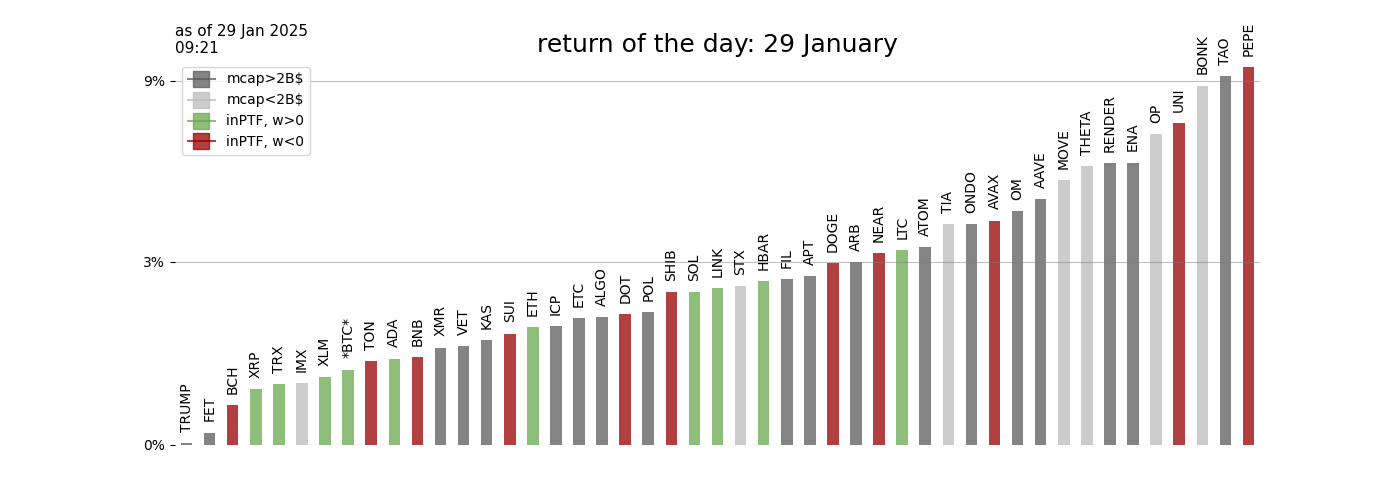 as of 29 Jan 2025
09:21
return of the day: 29 January
mcap>2B$
mcap<2B$
inPTF, w>0
inPTF, w<0
9%
3%
0%
TRUMP
FET
BCH
XRP
TRX
IMX
XLM
*BTC*
TON
ADA
BNB
XMR
VET
KAS
SUI
ETH
ICP
ETC
ALGO
DOT
POL
SHIB
SOL
LINK
STX
HBAR
FIL
APT
DOGE
ARB
NEAR
LTC
ATOM
TIA
ONDO
AVAX
OM
AAVE
MOVE
THETA
RENDER
ENA
OP
UNI
BONK
TAO
PEPE